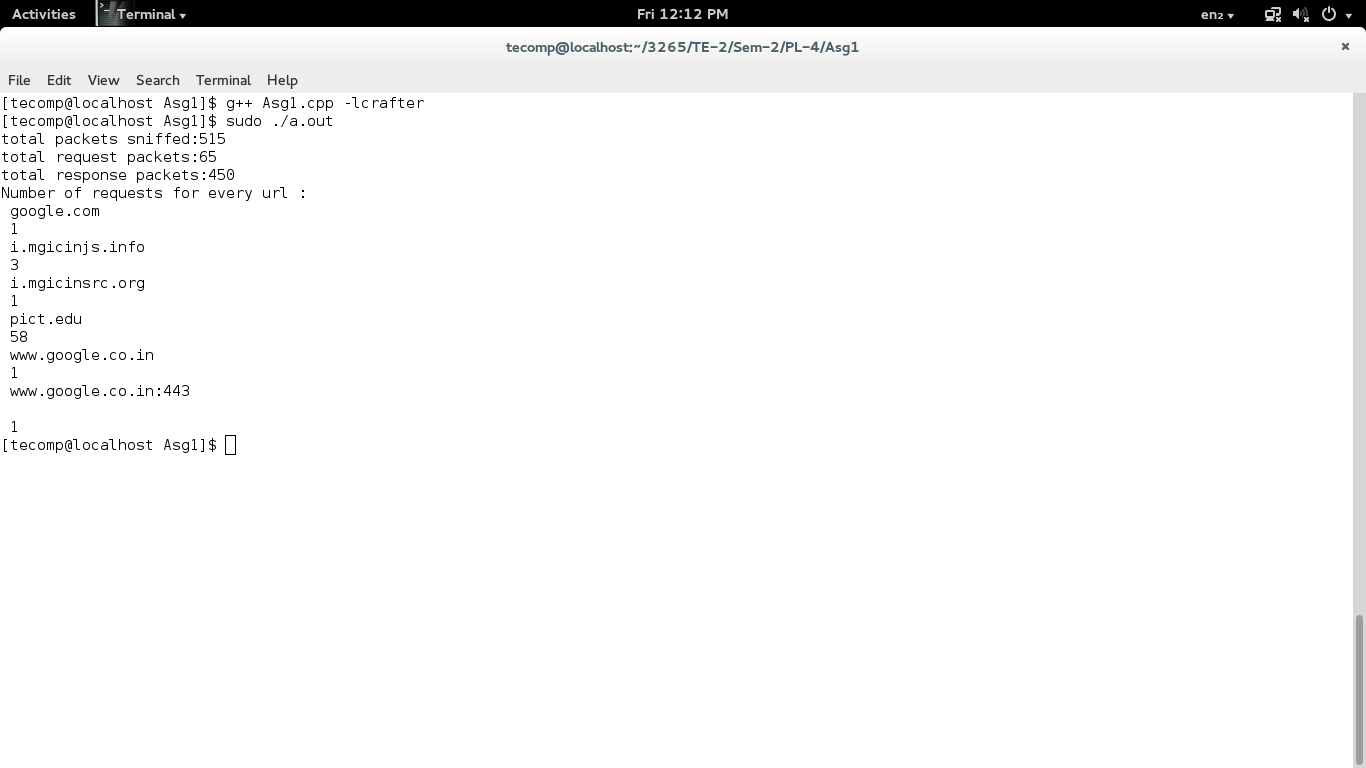 Activities Terminal Fri 12:12 PM en₂
tecomp@localhost:~/3265/TE-2/Sem-2/PL-4/Asg1 ×
File Edit View Search Terminal Help
[tecomp@localhost Asg1]$ g++ Asg1.cpp -lcrafter
[tecomp@localhost Asg1]$ sudo ./a.out
total packets sniffed:515
total request packets:65
total response packets:450
Number of requests for every url :
google.com
1
i.mgicinjs.info
3
i.mgicinsrc.org
1
pict.edu
58
www.google.co.in
1
www.google.co.in:443
1
[tecomp@localhost Asg1]$